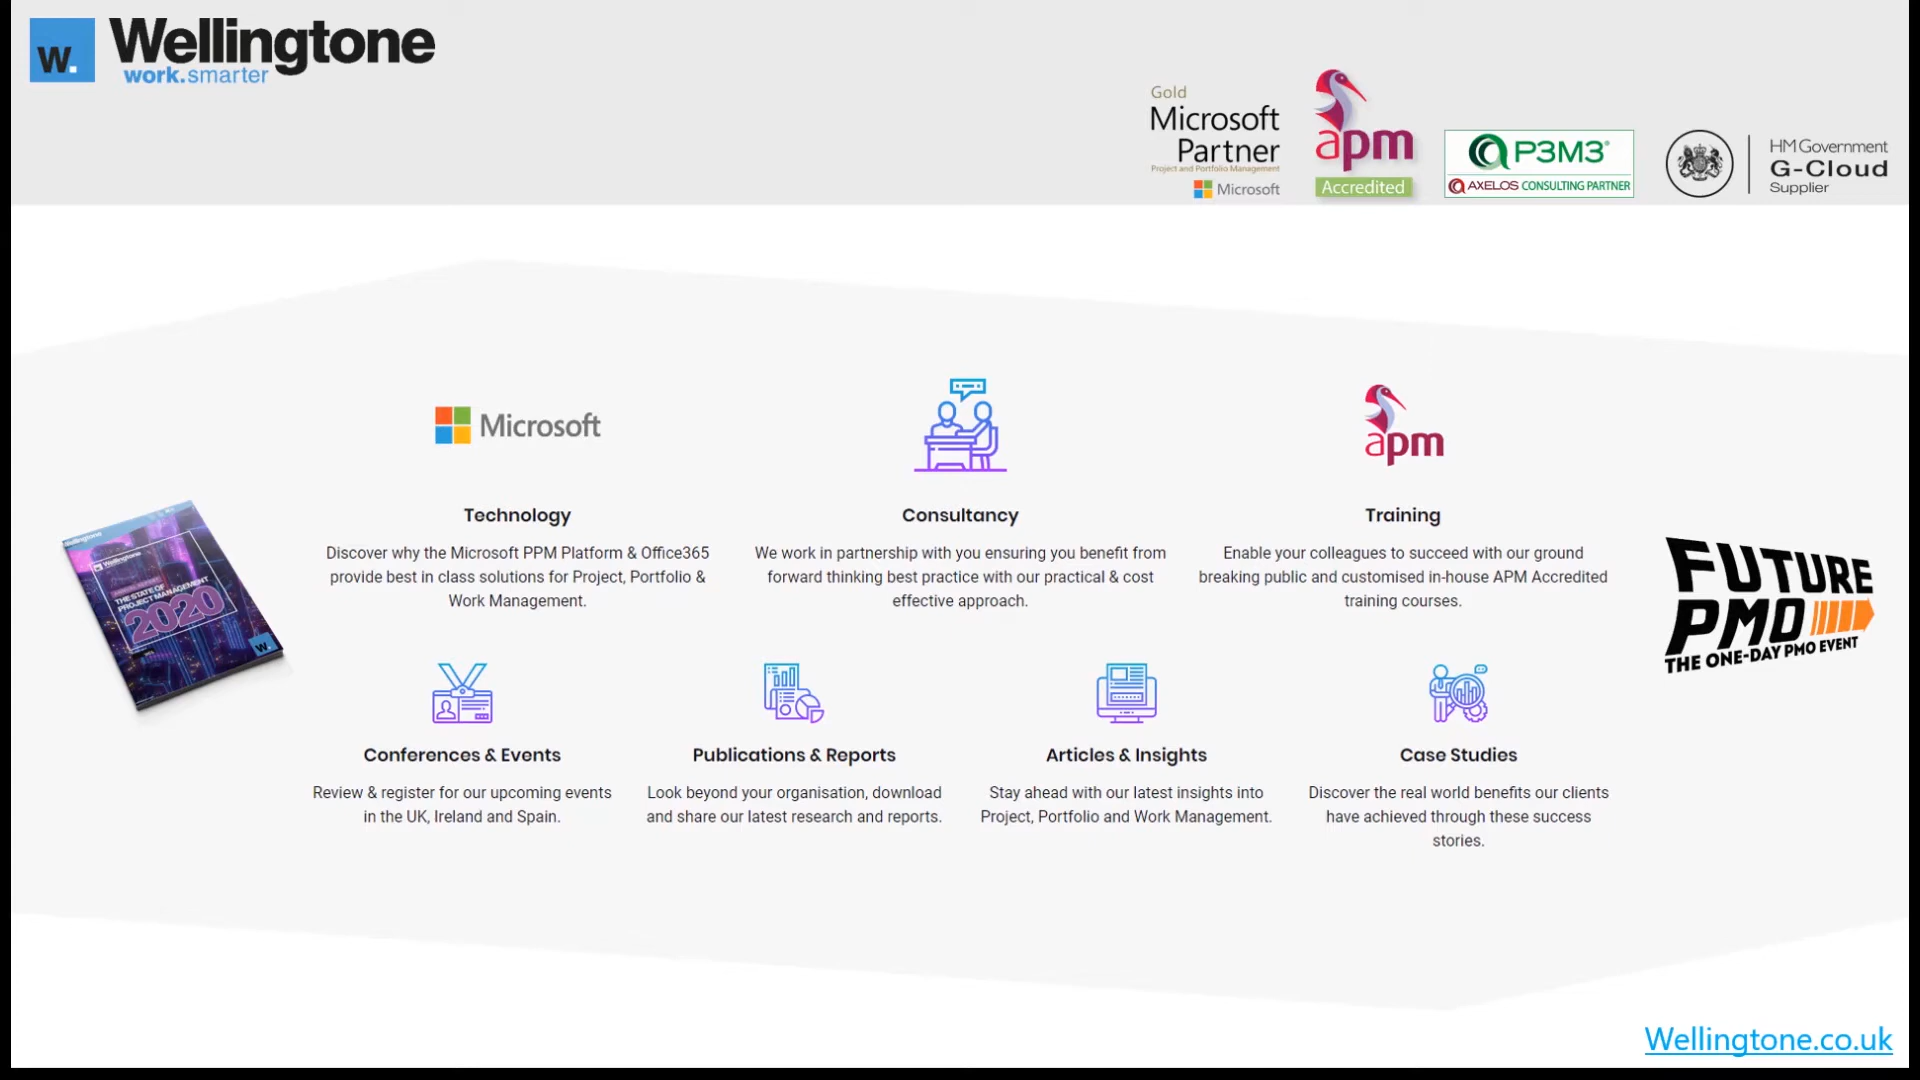 W.
Wellingtone
work.smarter
Gold
Microsoft
Partner
Project and Portfolio Management
Microsoft
apm
Accredited
P3M3®
AXELOS CONSULTING PARTNER
HM Government
G-Cloud
Supplier
Microsoft
apm
Technology
Discover why the Microsoft PPM Platform & Office365
provide best in class solutions for Project, Portfolio &
Work Management.
Consultancy
We work in partnership with you ensuring you benefit from
forward thinking best practice with our practical & cost
effective approach.
Training
Enable your colleagues to succeed with our ground
breaking public and customised in-house APM Accredited
training courses.
Wellingtone
Wellingtone
THE STATE OF
PROJECT MANAGEMENT
2020
W.
FUTURE
PMO
THE ONE-DAY PMO EVENT
Conferences & Events
Review & register for our upcoming events
in the UK, Ireland and Spain.
Publications & Reports
Look beyond your organisation, download
and share our latest research and reports.
Articles & Insights
Stay ahead with our latest insights into
Project, Portfolio and Work Management.
Case Studies
Discover the real world benefits our clients
have achieved through these success
stories.
Wellingtone.co.uk